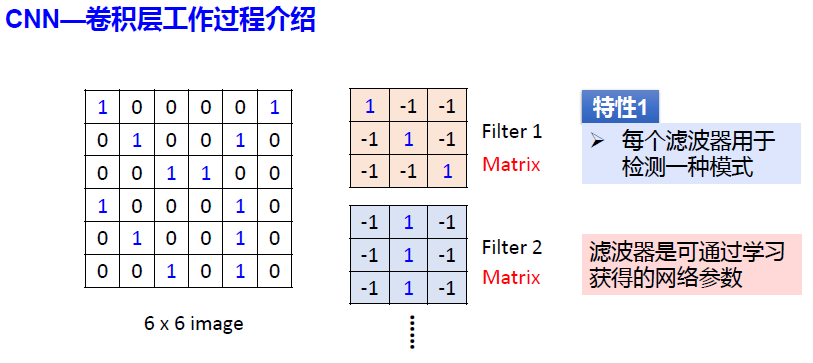 CNN—卷积层工作过程介绍
1 0 0 0 0 1
0 1 0 0 1 0
0 0 1 1 0 0
1 0 0 0 1 0
0 1 0 0 1 0
0 0 1 0 1 0
6 x 6 image
1 -1 -1
-1 1 -1
-1 -1 1
Filter 1
Matrix
-1 1 -1
-1 1 -1
-1 1 -1
Filter 2
Matrix
......
特性1
➢ 每个滤波器用于
检测一种模式
滤波器是可通过学习
获得的网络参数